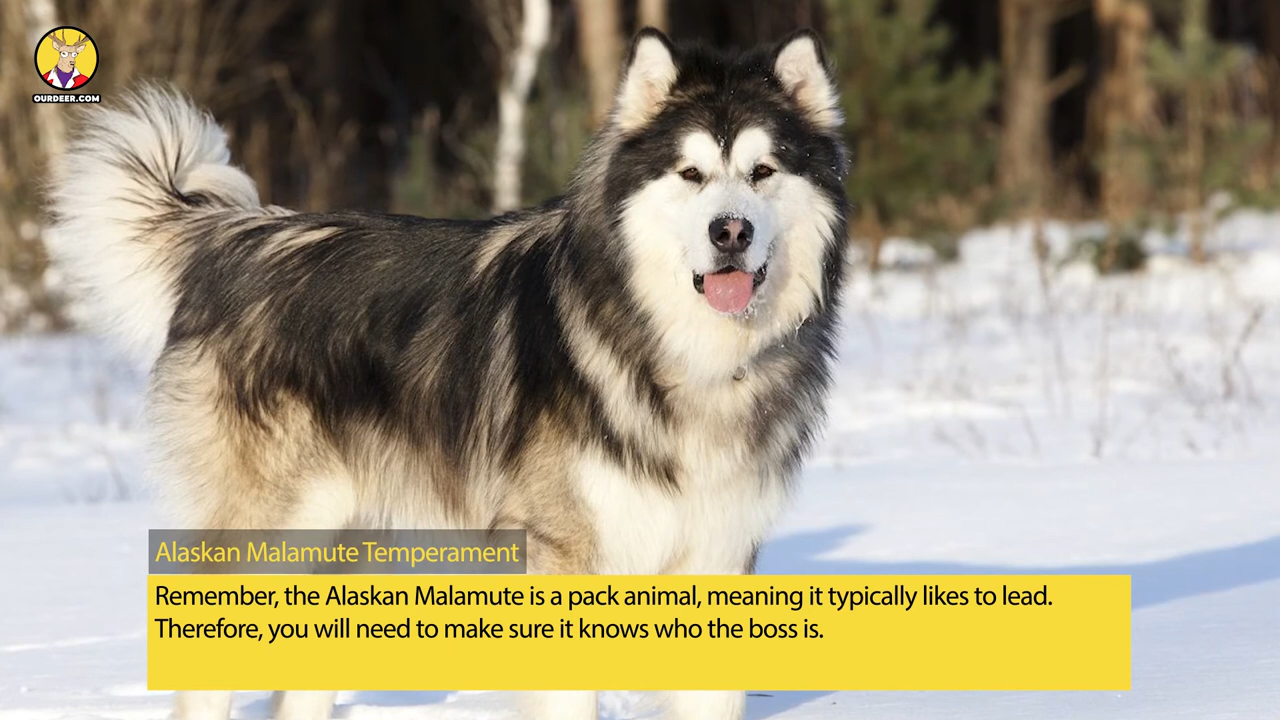 OURDEER.COM
Alaskan Malamute Temperament
Remember, the Alaskan Malamute is a pack animal, meaning it typically likes to lead.
Therefore, you will need to make sure it knows who the boss is.